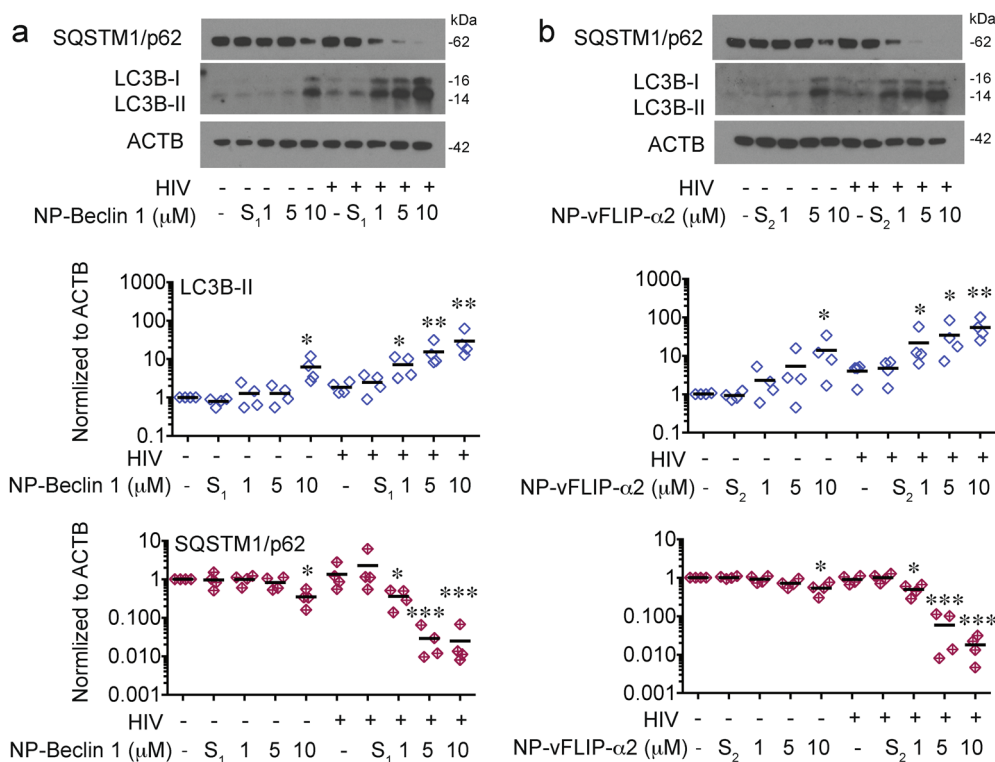 a
kDa
SQSTM1/p62
-62
LC3B-I
-16
LC3B-II
-14
ACTB
-42
HIV - - - - - + + + + +
NP-Beclin 1 (μM) - S1 1 5 10 - S1 1 5 10
b
kDa
SQSTM1/p62
-62
LC3B-I
-16
LC3B-II
-14
ACTB
-42
HIV - - - - - + + + + +
NP-vFLIP-α2 (μM) - S2 1 5 10 - S2 1 5 10
Normlized to ACTB
1000
100
10
1
0.1
LC3B-II
* * ** **
HIV - - - - - + + + + +
NP-Beclin 1 (μM) - S1 1 5 10 - S1 1 5 10
1000
100
10
1
0.1
* * * **
HIV - - - - - + + + + +
NP-vFLIP-α2 (μM) - S2 1 5 10 - S2 1 5 10
Normlized to ACTB
10
1
0.100
0.010
0.001
SQSTM1/p62
* * *** ***
HIV - - - - - + + + + +
NP-Beclin 1 (μM) - S1 1 5 10 - S1 1 5 10
10
1
0.100
0.010
0.001
* * *** ***
HIV - - - - - + + + + +
NP-vFLIP-α2 (μM) - S2 1 5 10 - S2 1 5 10